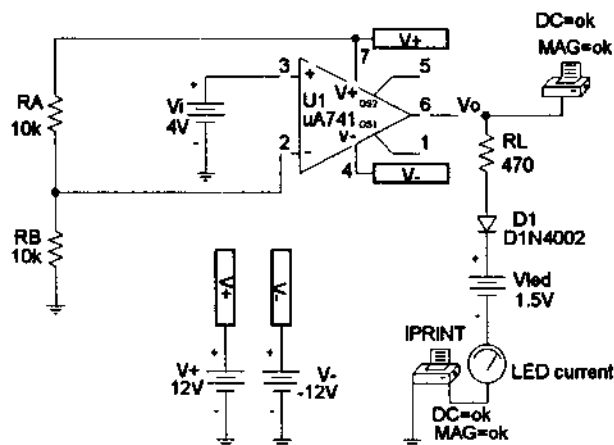 DC=ok
MAG=ok
V+
7
3
5
RA
10k
Vi
4V
+
V+
U1
uA741
OS2
OS1
6
Vo
V-
-
2
1
4
V-
RL
470
D1
D1N4002
RB
10k
V+
V-
Vled
1.5V
IPRINT
LED current
V+
12V
V-
-12V
DC=ok
MAG=ok